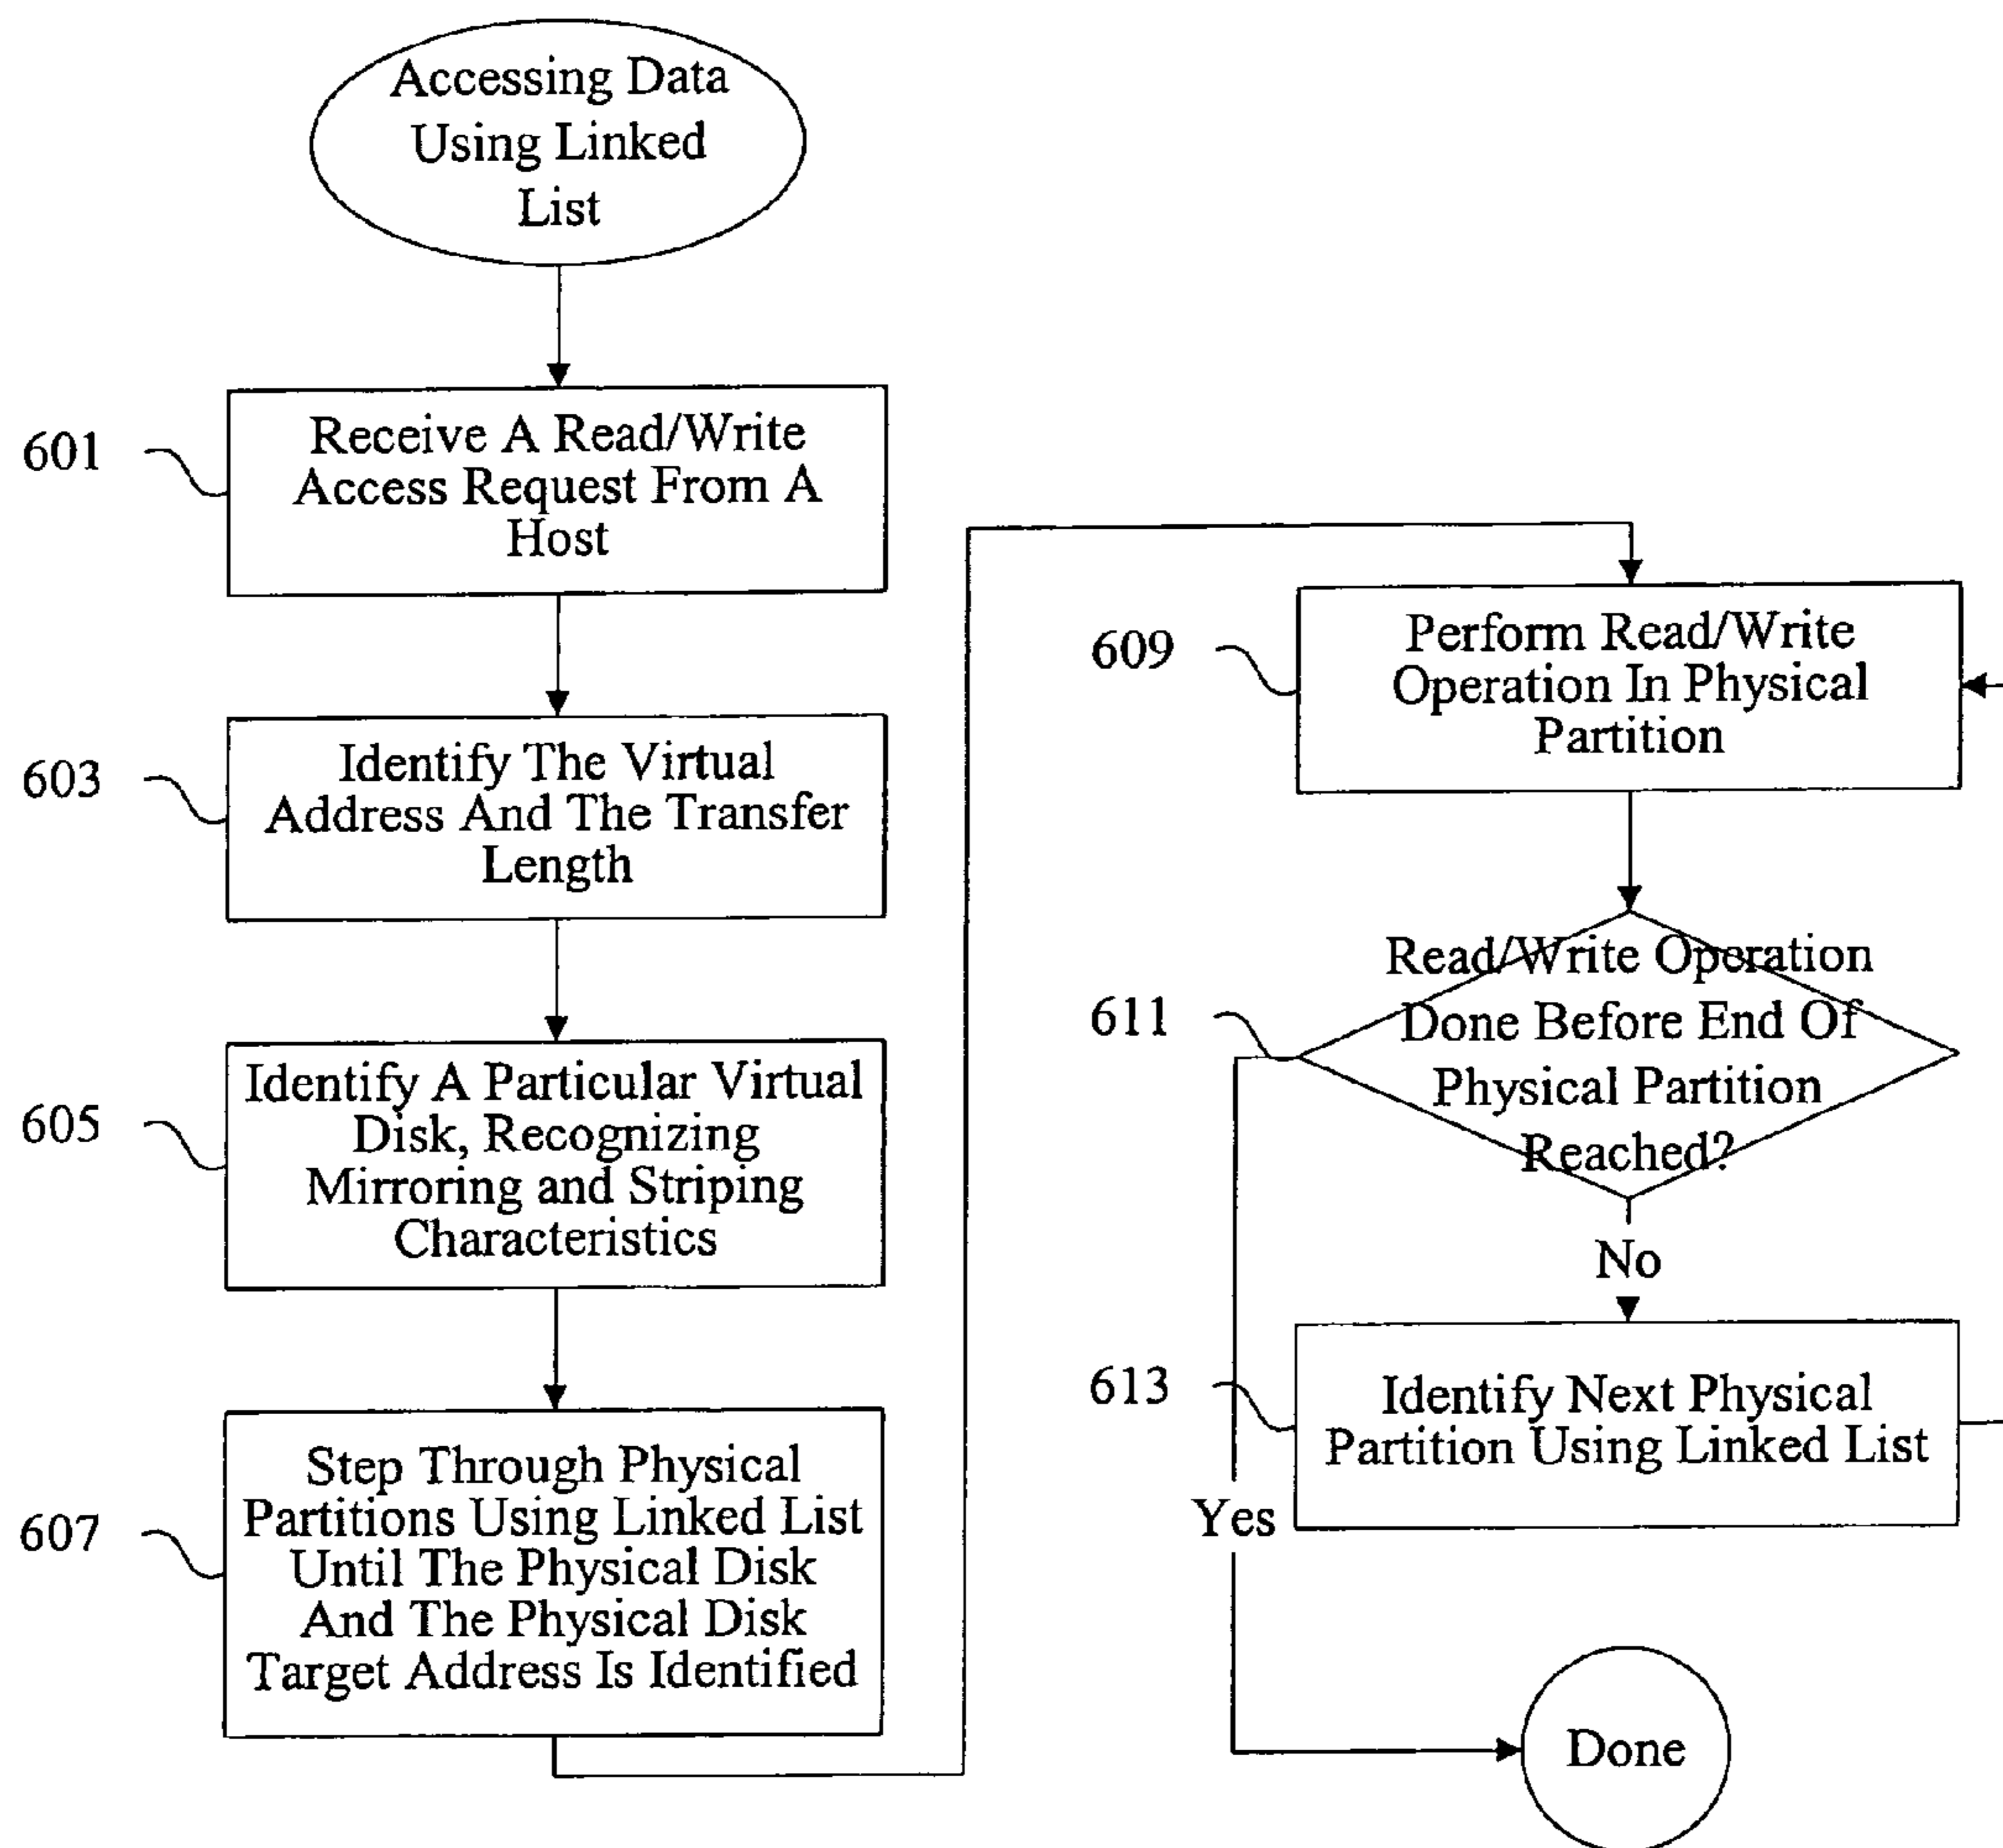 Accessing Data
Using Linked
List
601
Receive A Read/Write
Access Request From A
Host
603
Identify The Virtual
Address And The Transfer
Length
605
Identify A Particular Virtual
Disk, Recognizing
Mirroring and Striping
Characteristics
607
Step Through Physical
Partitions Using Linked List
Until The Physical Disk
And The Physical Disk
Target Address Is Identified
609
Perform Read/Write
Operation In Physical
Partition
611
Read/Write Operation
Done Before End Of
Physical Partition
Reached?
No
613
Identify Next Physical
Partition Using Linked List
Yes
Done